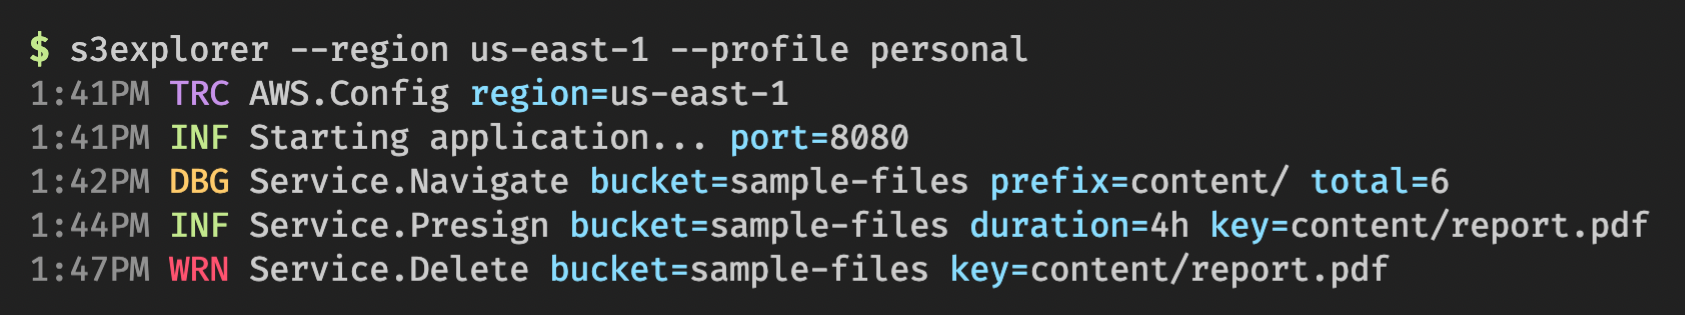 $ s3explorer --region us-east-1 --profile personal
1:41PM TRC AWS.Config region=us-east-1
1:41PM INF Starting application... port=8080
1:42PM DBG Service.Navigate bucket=sample-files prefix=content/ total=6
1:44PM INF Service.Presign bucket=sample-files duration=4h key=content/report.pdf
1:47PM WRN Service.Delete bucket=sample-files key=content/report.pdf